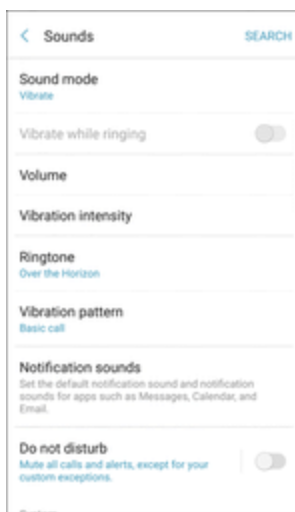 < Sounds SEARCH
Sound mode
Vibrate
Vibrate while ringing
Volume
Vibration intensity
Ringtone
Over the Horizon
Vibration pattern
Basic call
Notification sounds
Set the default notification sound and notification
sounds for apps such as Messages, Calendar, and
Email.
Do not disturb
Mute all calls and alerts, except for your
custom exceptions.